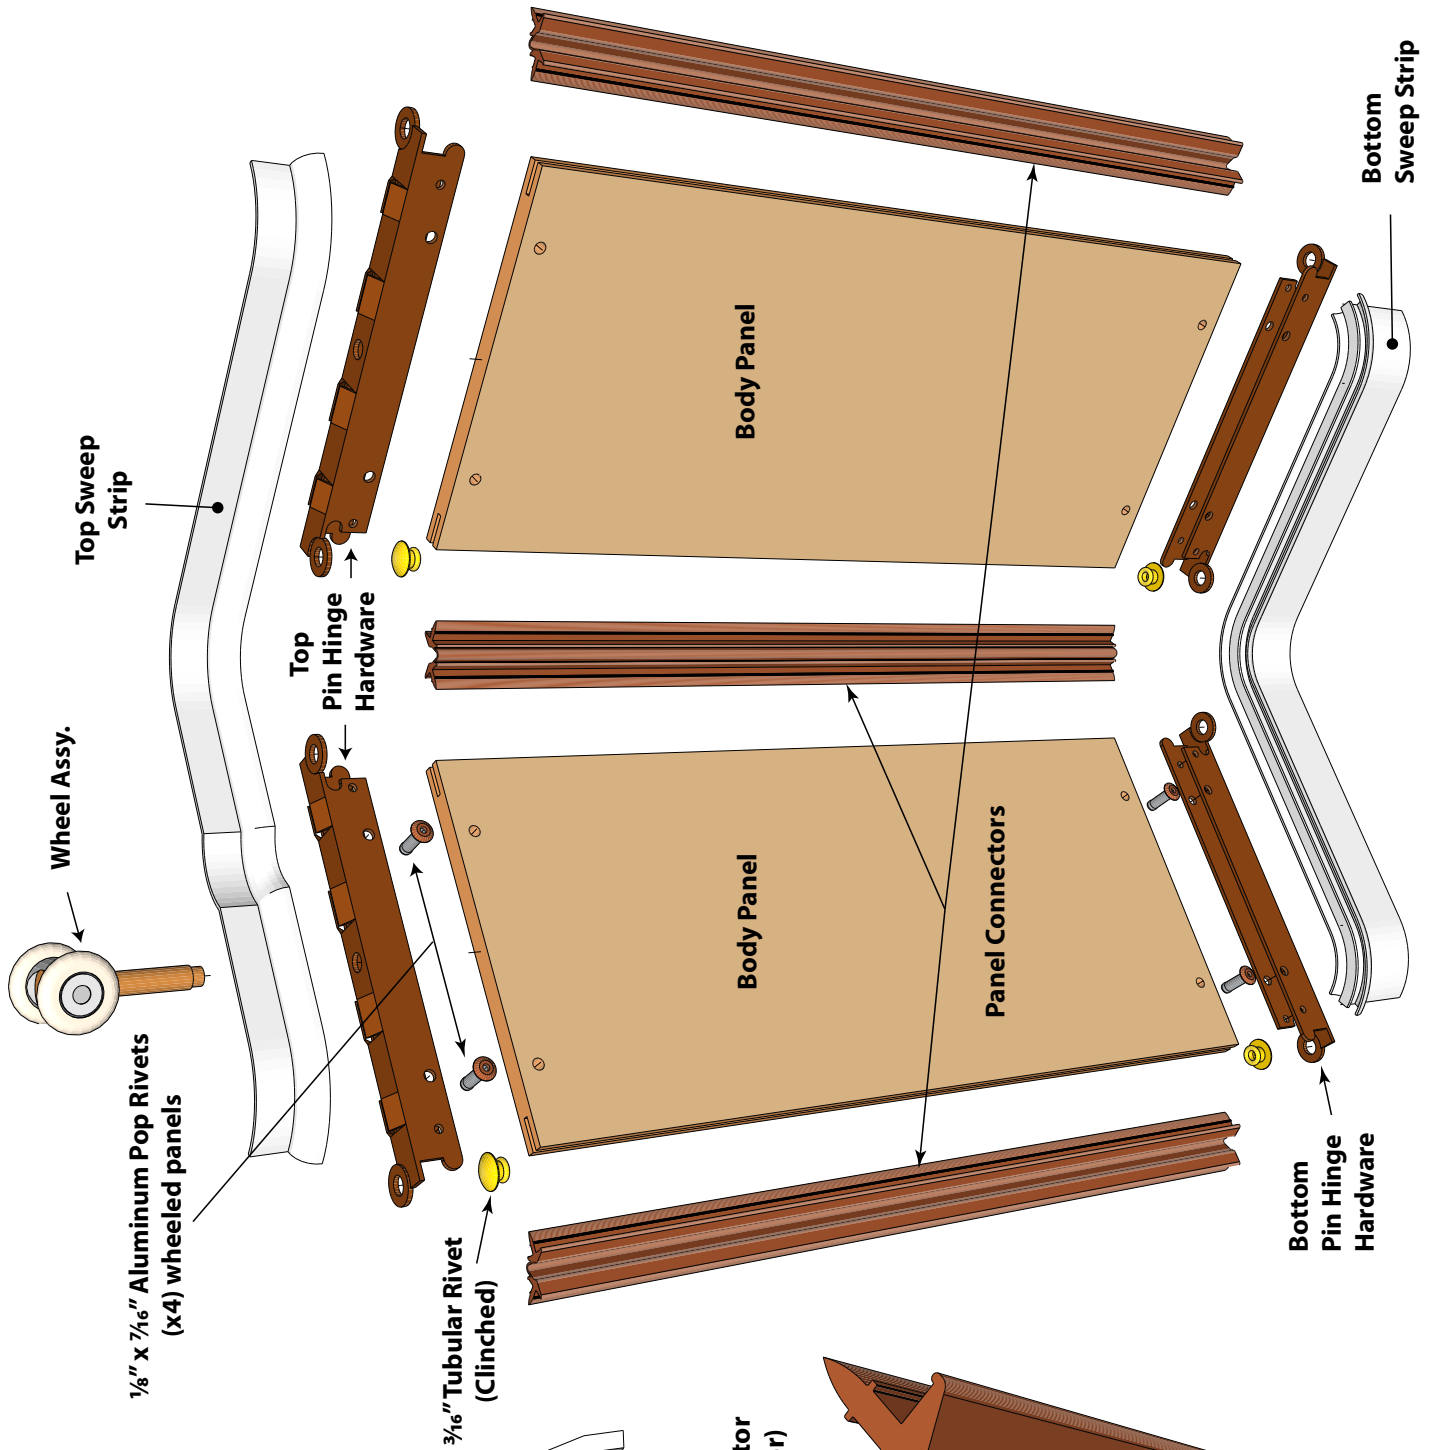 Wheel Assy.
Top Sweep
Strip
⅛” x 7⁄16” Aluminum Pop Rivets
(x4) wheeled panels
Top
Pin Hinge
Hardware
3⁄16” Tubular Rivet
(Clinched)
Body Panel
Body Panel
Panel Connectors
Bottom
Pin Hinge
Hardware
Bottom
Sweep Strip